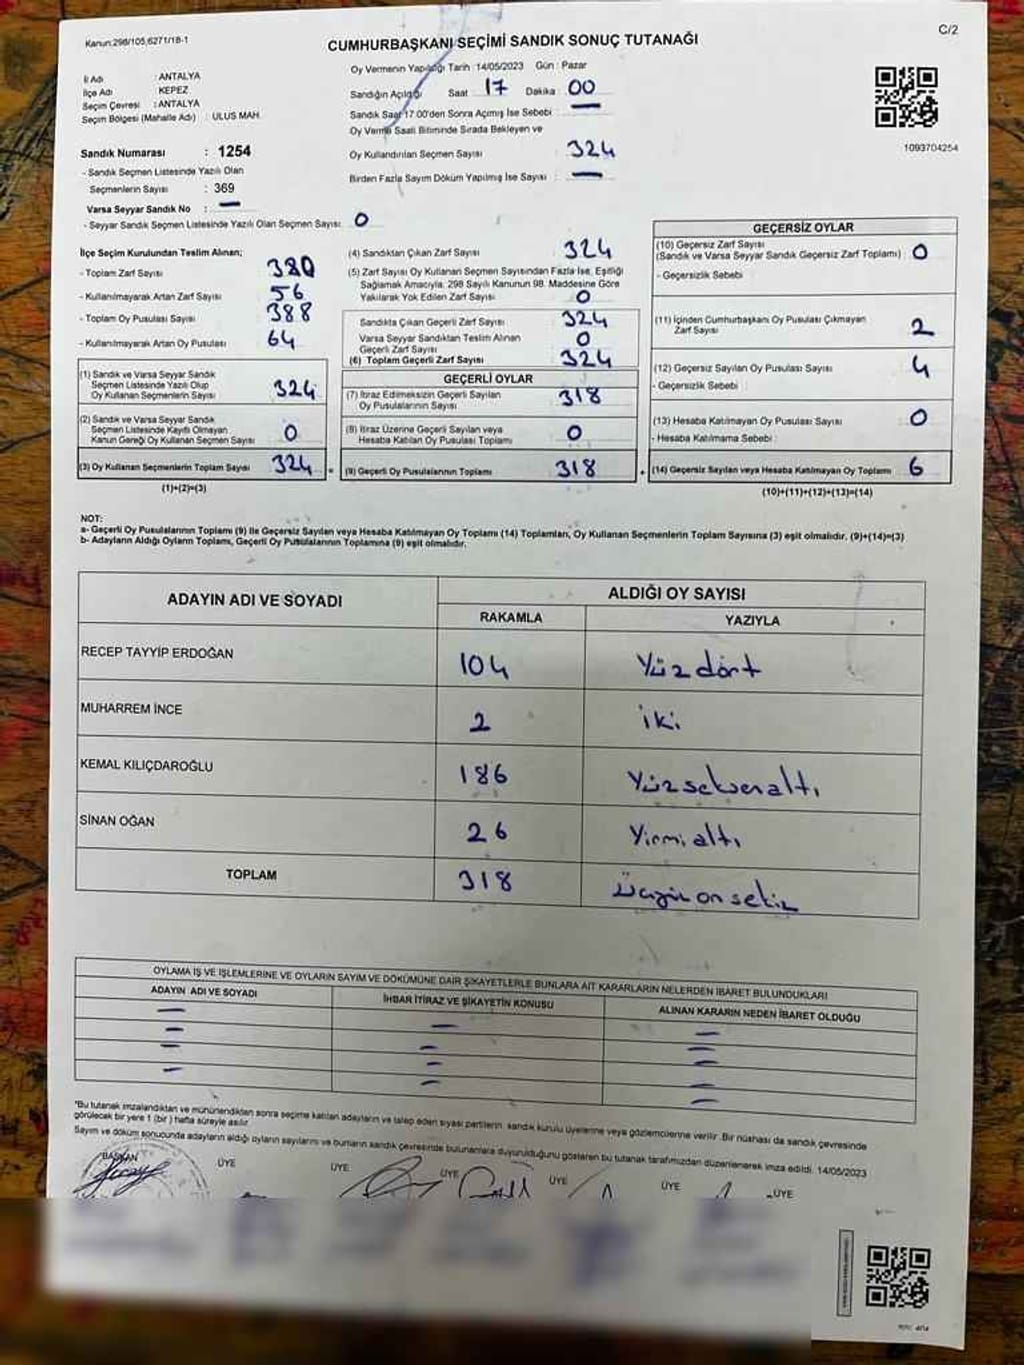 Kanun:298/105,6271/18-1
C/2
CUMHURBAŞKANI SEÇİMİ SANDIK SONUÇ TUTANAĞI
İl Adı : ANTALYA
İlçe Adı : KEPEZ
Seçim Çevresi : ANTALYA
Seçim Bölgesi (Mahalle Adı) : ULUS MAH.
Oy Vermenin Yapıldığı Tarih :14/05/2023 Gün : Pazar
Sandığın Açıldığı Saat 17 Dakika 00
Sandık Saat 17.00'den Sonra Açımış İse Sebebi : —
Oy Verme Saati Bitiminde Sırada Bekleyen ve
Oy Kullandırılan Seçmen Sayısı 324
Birden Fazla Sayım Döküm Yapılmış İse Sayısı : —
1093704254
Sandık Numarası : 1254
- Sandık Seçmen Listesinde Yazılı Olan
Seçmenlerin Sayısı : 369
Varsa Seyyar Sandık No : —
- Seyyar Sandık Seçmen Listesinde Yazılı Olan Seçmen Sayısı: 0
İlçe Seçim Kurulundan Teslim Alınan;
- Toplam Zarf Sayısı 380
- Kullanılmayarak Artan Zarf Sayısı 56
- Toplam Oy Pusulası Sayısı 388
- Kullanılmayarak Artan Oy Pusulası 64
(1) Sandık ve Varsa Seyyar Sandık
Seçmen Listesinde Yazılı Olup
Oy Kullanan Seçmenlerin Sayısı 324
(2) Sandık ve Varsa Seyyar Sandık
Seçmen Listesinde Kayıtlı Olmayan
Kanun Gereği Oy Kullanan Seçmen Sayısı 0
(3) Oy Kullanan Seçmenlerin Toplam Sayısı 324 =
(1)+(2)=(3)
(4) Sandıktan Çıkan Zarf Sayısı 324
(5) Zarf Sayısı Oy Kullanan Seçmen Sayısından Fazla İse, Eşitliği
Sağlamak Amacıyla; 298 Sayılı Kanunun 98. Maddesine Göre
Yakılarak Yok Edilen Zarf Sayısı 0
Sandıkta Çıkan Geçerli Zarf Sayısı 324
Varsa Seyyar Sandıktan Teslim Alınan
Geçerli Zarf Sayısı 0
(6) Toplam Geçerli Zarf Sayısı 324
GEÇERLİ OYLAR
(7) İtiraz Edilmeksizin Geçerli Sayılan
Oy Pusulalarının Sayısı 318
(8) İtiraz Üzerine Geçerli Sayılan veya
Hesaba Katılan Oy Pusulası Toplamı 0
(9) Geçerli Oy Pusulalarının Toplamı 318 +
GEÇERSİZ OYLAR
(10) Geçersiz Zarf Sayısı
(Sandık ve Varsa Seyyar Sandık Geçersiz Zarf Toplamı) : 0
- Geçersizlik Sebebi :
(11) İçinden Cumhurbaşkanı Oy Pusulası Çıkmayan
Zarf Sayısı 2
(12) Geçersiz Sayılan Oy Pusulası Sayısı 4
- Geçersizlik Sebebi :
(13) Hesaba Katılmayan Oy Pusulası Sayısı 0
- Hesaba Katılmama Sebebi :
(14) Geçersiz Sayılan veya Hesaba Katılmayan Oy Toplamı 6
(10)+(11)+(12)+(13)=(14)
NOT:
a- Geçerli Oy Pusulalarının Toplamı (9) ile Geçersiz Sayılan veya Hesaba Katılmayan Oy Toplamı (14) Toplamları, Oy Kullanan Seçmenlerin Toplam Sayısına (3) eşit olmalıdır. (9)+(14)=(3)
b- Adayların Aldığı Oyların Toplamı, Geçerli Oy Pusulalarının Toplamına (9) eşit olmalıdır.
ADAYIN ADI VE SOYADI
ALDIĞI OY SAYISI
RAKAMLA YAZIYLA
RECEP TAYYİP ERDOĞAN 104 Yüzdört
MUHARREM İNCE 2 İki
KEMAL KILIÇDAROĞLU 186 Yüzseksenaltı
SİNAN OĞAN 26 Yirmialtı
TOPLAM 318 Üçyüz onsekiz
OYLAMA İŞ VE İŞLEMLERİNE VE OYLARIN SAYIM VE DÖKÜMÜNE DAİR ŞİKAYETLERLE BUNLARA AİT KARARLARIN NELERDEN İBARET BULUNDUKLARI
ADAYIN ADI VE SOYADI İHBAR İTİRAZ VE ŞİKAYETİN KONUSU ALINAN KARARIN NEDEN İBARET OLDUĞU
— — —
— — —
— — —
— — —
*Bu tutanak imzalandıktan ve mühürlendikten sonra seçime katılan adayların ve talep eden siyasi partilerin sandık kurulu üyelerine veya gözlemcilerine verilir. Bir nüshası da sandık çevresinde
görülecek bir yere 1 (bir) hafta süreyle asılır.
Sayım ve döküm sonucunda adayların aldığı oyların sayılarını ve bunların sandık çevresinde bulunanlara duyurulduğunu gösteren bu tutanak tarafımızdan düzenlenerek imza edildi. 14/05/2023
BAŞKAN ÜYE ÜYE ÜYE ÜYE ÜYE ÜYE